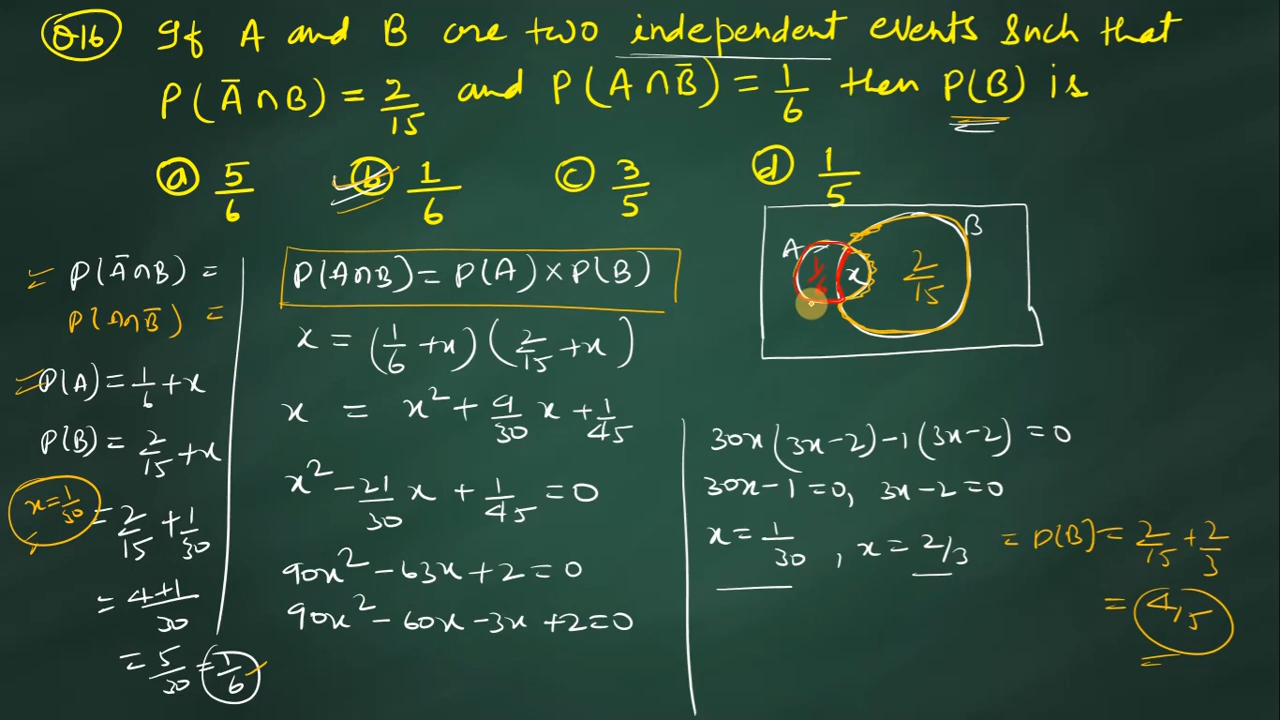 Q16 If A and B are two independent events such that
P(Ā∩B) = 2/15 and P(A∩B̄) = 1/6 then P(B) is
ⓐ 5/6 ⓑ 1/6 ⓒ 3/5 ⓓ 1/5
P(Ā∩B) =
P(A∩B̄) =
P(A) = 1/6 + x
P(B) = 2/15 + x
x = 1/30
= 2/15 + 1/30
= 4+1/30
= 5/30 = 1/6
P(A∩B) = P(A) × P(B)
x = (1/6 + x) (2/15 + x)
x = x² + 9/30 x + 1/45
x² - 21/30 x + 1/45 = 0
90x² - 63x + 2 = 0
90x² - 60x - 3x + 2 = 0
A B
1/6 x 2/15
30x(3x-2) - 1(3x-2) = 0
30x-1=0, 3x-2=0
x = 1/30, x = 2/3 = P(B) = 2/15 + 2/3
= 4/5